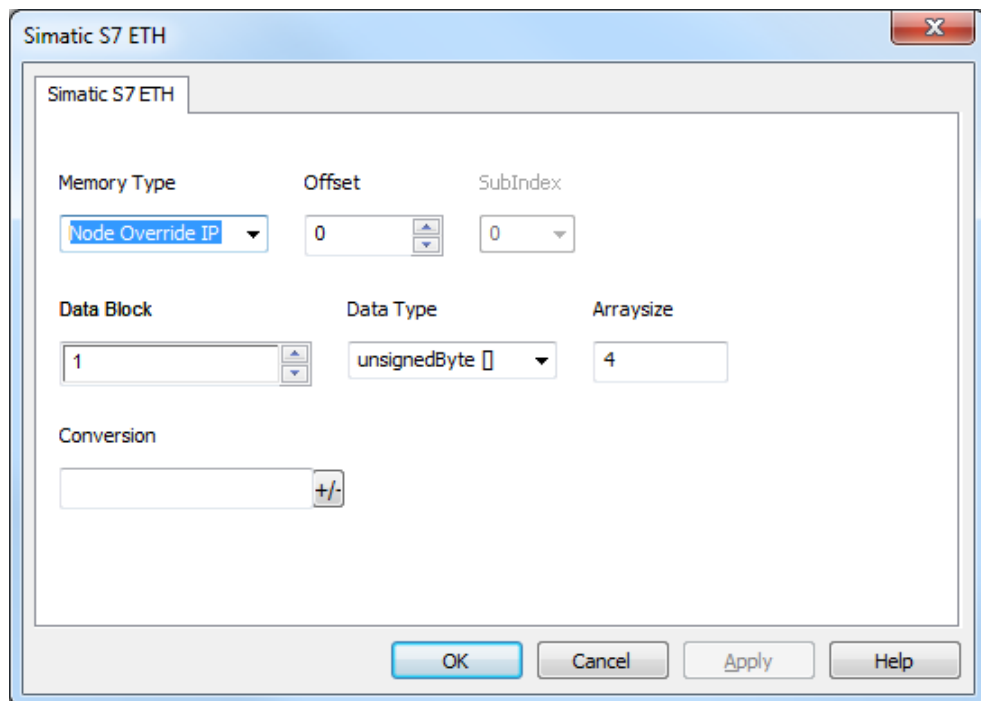 Simatic S7 ETH
Simatic S7 ETH
Memory Type Offset SubIndex
Node Override IP 0 0
Data Block Data Type Arraysize
1 unsignedByte [] 4
Conversion
+/-
OK Cancel Apply Help